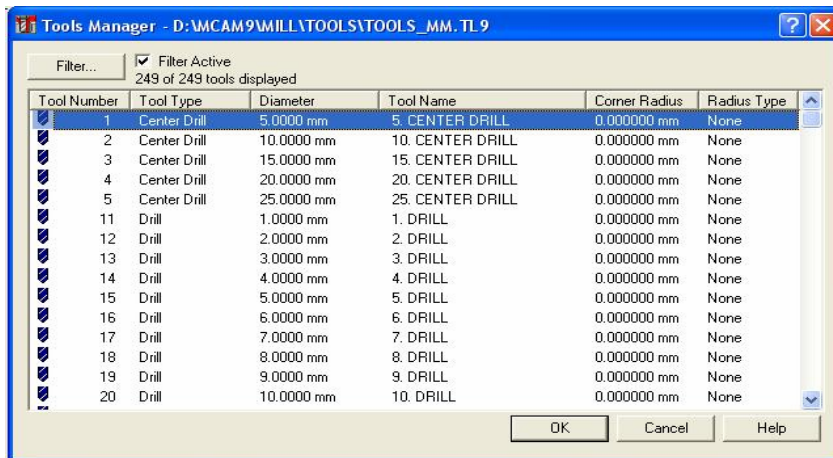 Tools Manager - D:\MCAM9\MILL\TOOLS\TOOLS_MM.TL9
Filter...
Filter Active
249 of 249 tools displayed
Tool Number Tool Type Diameter Tool Name Corner Radius Radius Type
1 Center Drill 5.0000 mm 5. CENTER DRILL 0.000000 mm None
2 Center Drill 10.0000 mm 10. CENTER DRILL 0.000000 mm None
3 Center Drill 15.0000 mm 15. CENTER DRILL 0.000000 mm None
4 Center Drill 20.0000 mm 20. CENTER DRILL 0.000000 mm None
5 Center Drill 25.0000 mm 25. CENTER DRILL 0.000000 mm None
11 Drill 1.0000 mm 1. DRILL 0.000000 mm None
12 Drill 2.0000 mm 2. DRILL 0.000000 mm None
13 Drill 3.0000 mm 3. DRILL 0.000000 mm None
14 Drill 4.0000 mm 4. DRILL 0.000000 mm None
15 Drill 5.0000 mm 5. DRILL 0.000000 mm None
16 Drill 6.0000 mm 6. DRILL 0.000000 mm None
17 Drill 7.0000 mm 7. DRILL 0.000000 mm None
18 Drill 8.0000 mm 8. DRILL 0.000000 mm None
19 Drill 9.0000 mm 9. DRILL 0.000000 mm None
20 Drill 10.0000 mm 10. DRILL 0.000000 mm None
OK Cancel Help